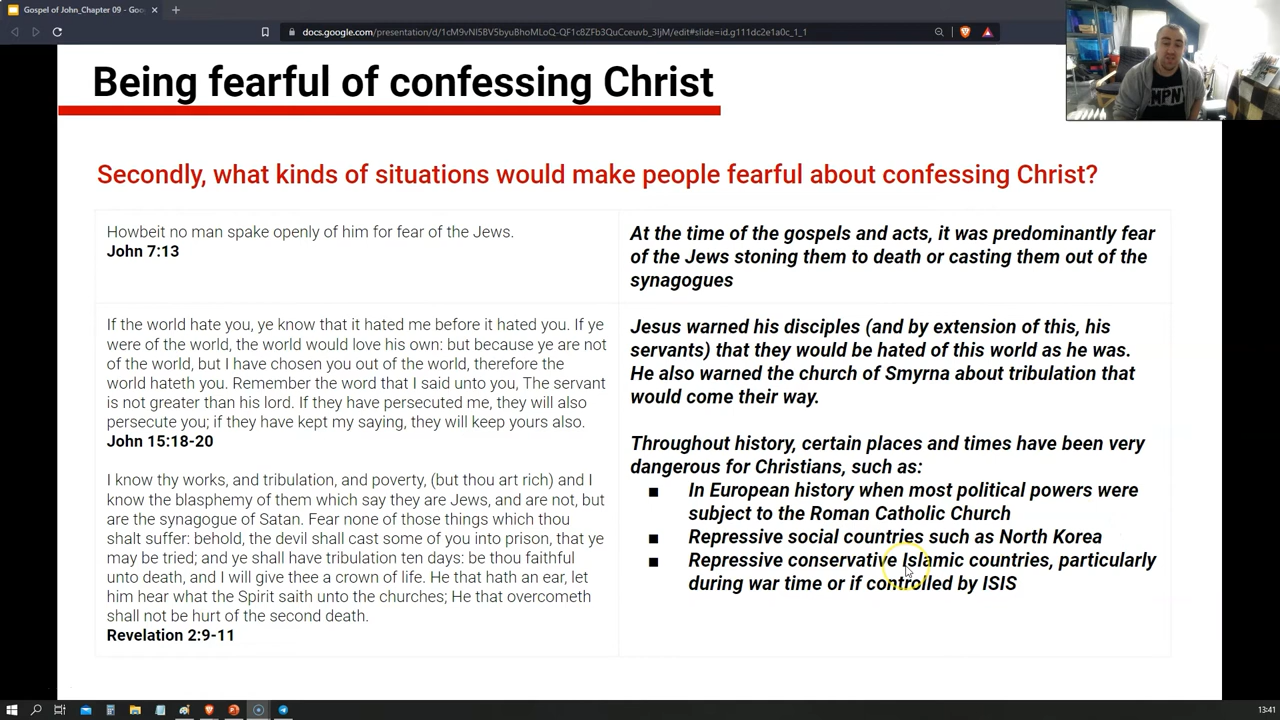 Gospel of John_Chapter 09 - Goo
docs.google.com/presentation/d/1cM9vNI5BV5byuBhoMLoQ-QF1c8ZFb3QuCceuvb_3ljM/edit#slide=id.g111dc2e1a0c_1_1
Being fearful of confessing Christ
NPN
Secondly, what kinds of situations would make people fearful about confessing Christ?
Howbeit no man spake openly of him for fear of the Jews.
John 7:13
At the time of the gospels and acts, it was predominantly fear
of the Jews stoning them to death or casting them out of the
synagogues
If the world hate you, ye know that it hated me before it hated you. If ye
were of the world, the world would love his own: but because ye are not
of the world, but I have chosen you out of the world, therefore the
world hateth you. Remember the word that I said unto you, The servant
is not greater than his lord. If they have persecuted me, they will also
persecute you; if they have kept my saying, they will keep yours also.
John 15:18-20
I know thy works, and tribulation, and poverty, (but thou art rich) and I
know the blasphemy of them which say they are Jews, and are not, but
are the synagogue of Satan. Fear none of those things which thou
shalt suffer: behold, the devil shall cast some of you into prison, that ye
may be tried; and ye shall have tribulation ten days: be thou faithful
unto death, and I will give thee a crown of life. He that hath an ear, let
him hear what the Spirit saith unto the churches; He that overcometh
shall not be hurt of the second death.
Revelation 2:9-11
Jesus warned his disciples (and by extension of this, his
servants) that they would be hated of this world as he was.
He also warned the church of Smyrna about tribulation that
would come their way.
Throughout history, certain places and times have been very
dangerous for Christians, such as:
■ In European history when most political powers were
subject to the Roman Catholic Church
■ Repressive social countries such as North Korea
■ Repressive conservative Islamic countries, particularly
during war time or if controlled by ISIS
13:41